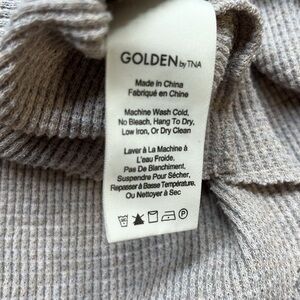 GOLDEN by TNA
Made in China
Fabriqué en Chine
Machine Wash Cold,
No Bleach, Hang To Dry,
Low Iron, Or Dry Clean
Laver à La Machine à
L'eau Froide.
Pas De Blanchiment.
Suspendre Pour Sécher,
Repasser à Basse Température.
Ou Nettoyer à Sec
P